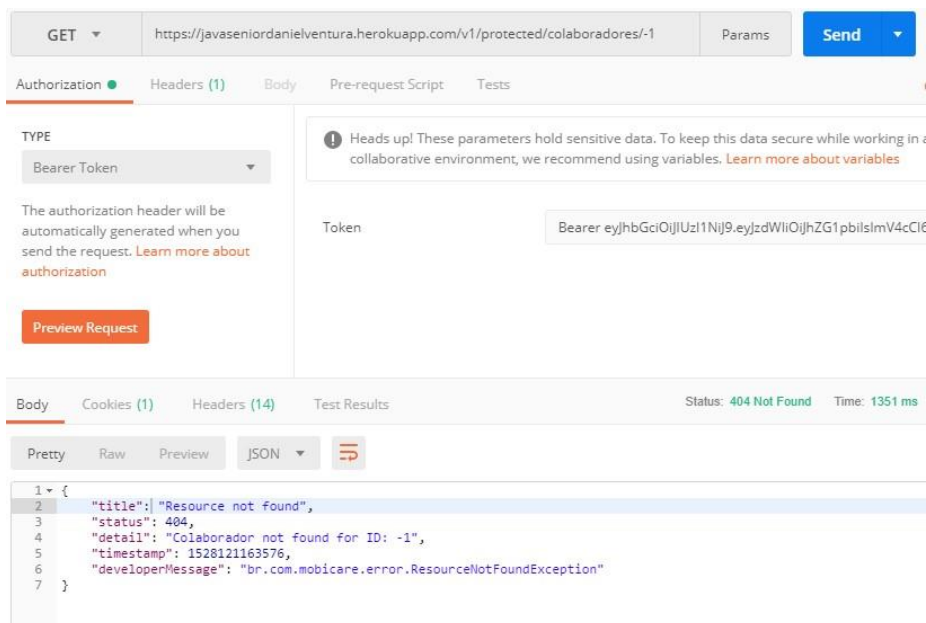 GET https://javaseniordanielventura.herokuapp.com/v1/protected/colaboradores/-1 Params Send
Authorization Headers (1) Body Pre-request Script Tests
TYPE
Bearer Token
The authorization header will be
automatically generated when you
send the request. Learn more about
authorization
Preview Request
Heads up! These parameters hold sensitive data. To keep this data secure while working in a
collaborative environment, we recommend using variables. Learn more about variables
Token Bearer eyJhbGciOiJIUzI1NiJ9.eyJzdWIiOiJhZG1pbiIsImV4cCI6
Body Cookies (1) Headers (14) Test Results Status: 404 Not Found Time: 1351 ms
Pretty Raw Preview JSON
1 {
2 "title": "Resource not found",
3 "status": 404,
4 "detail": "Colaborador not found for ID: -1",
5 "timestamp": 1528121163576,
6 "developerMessage": "br.com.mobicare.error.ResourceNotFoundException"
7 }